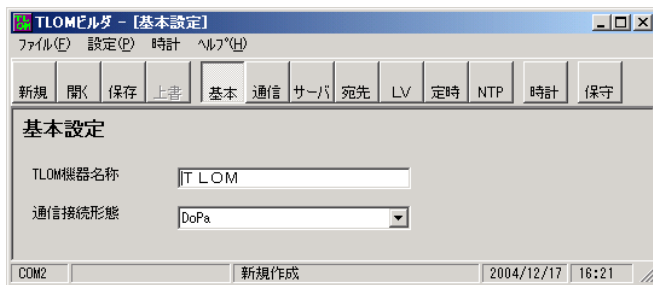 TLOMビルダ - [基本設定]
ファイル(F) 設定(P) 時計 ヘルプ(H)
新規 開く 保存 上書 基本 通信 サーバ 宛先 LV 定時 NTP 時計 保守
基本設定
TLOM機器名称 TLOM
通信接続形態 DoPa
COM2 新規作成 2004/12/17 16:21